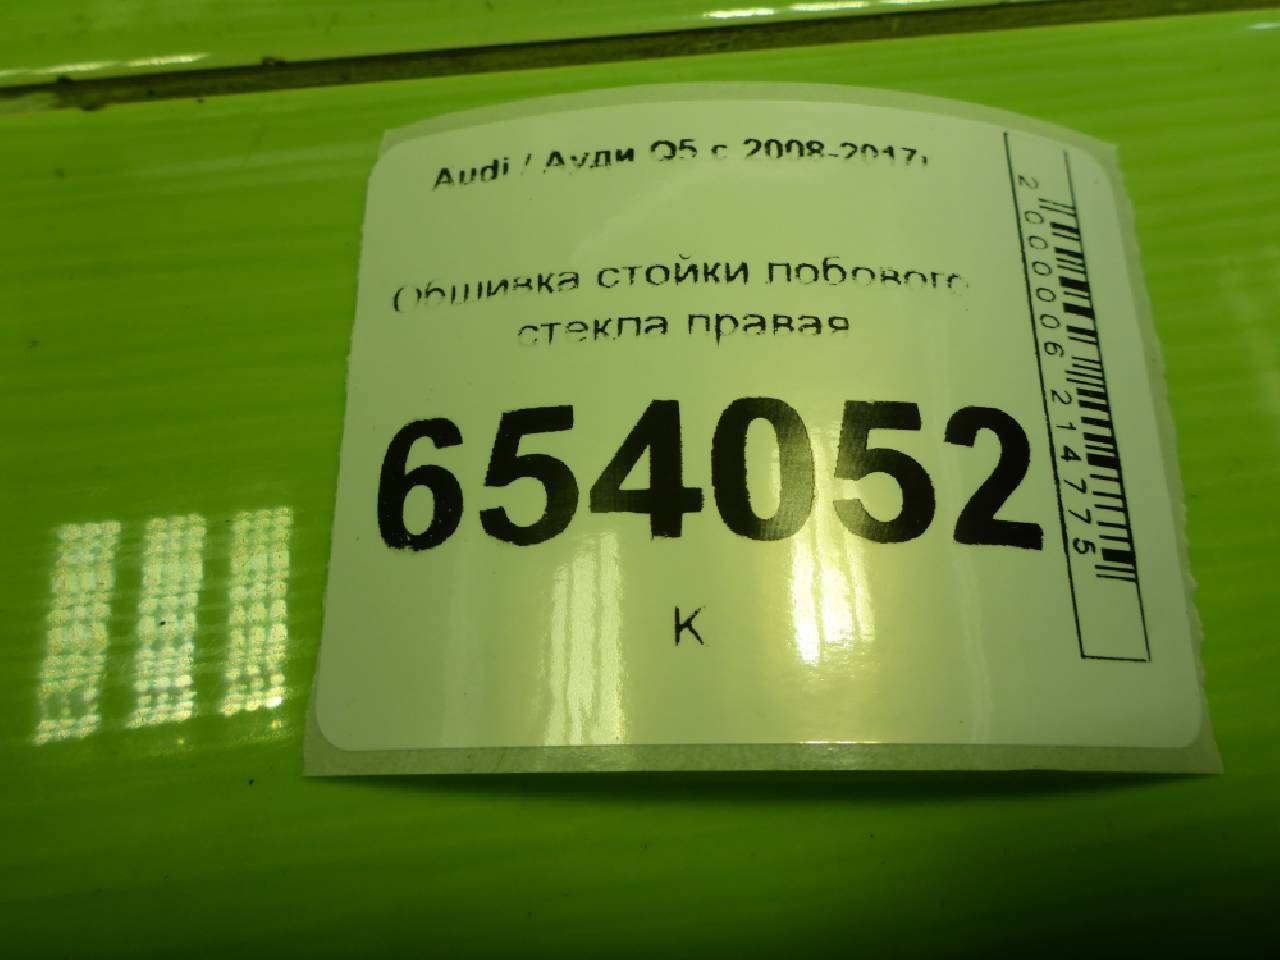 Audi / Ауди Q5 с 2008-2017г
Обшивка стойки лобового
стекла правая
654052
К
2000006214775